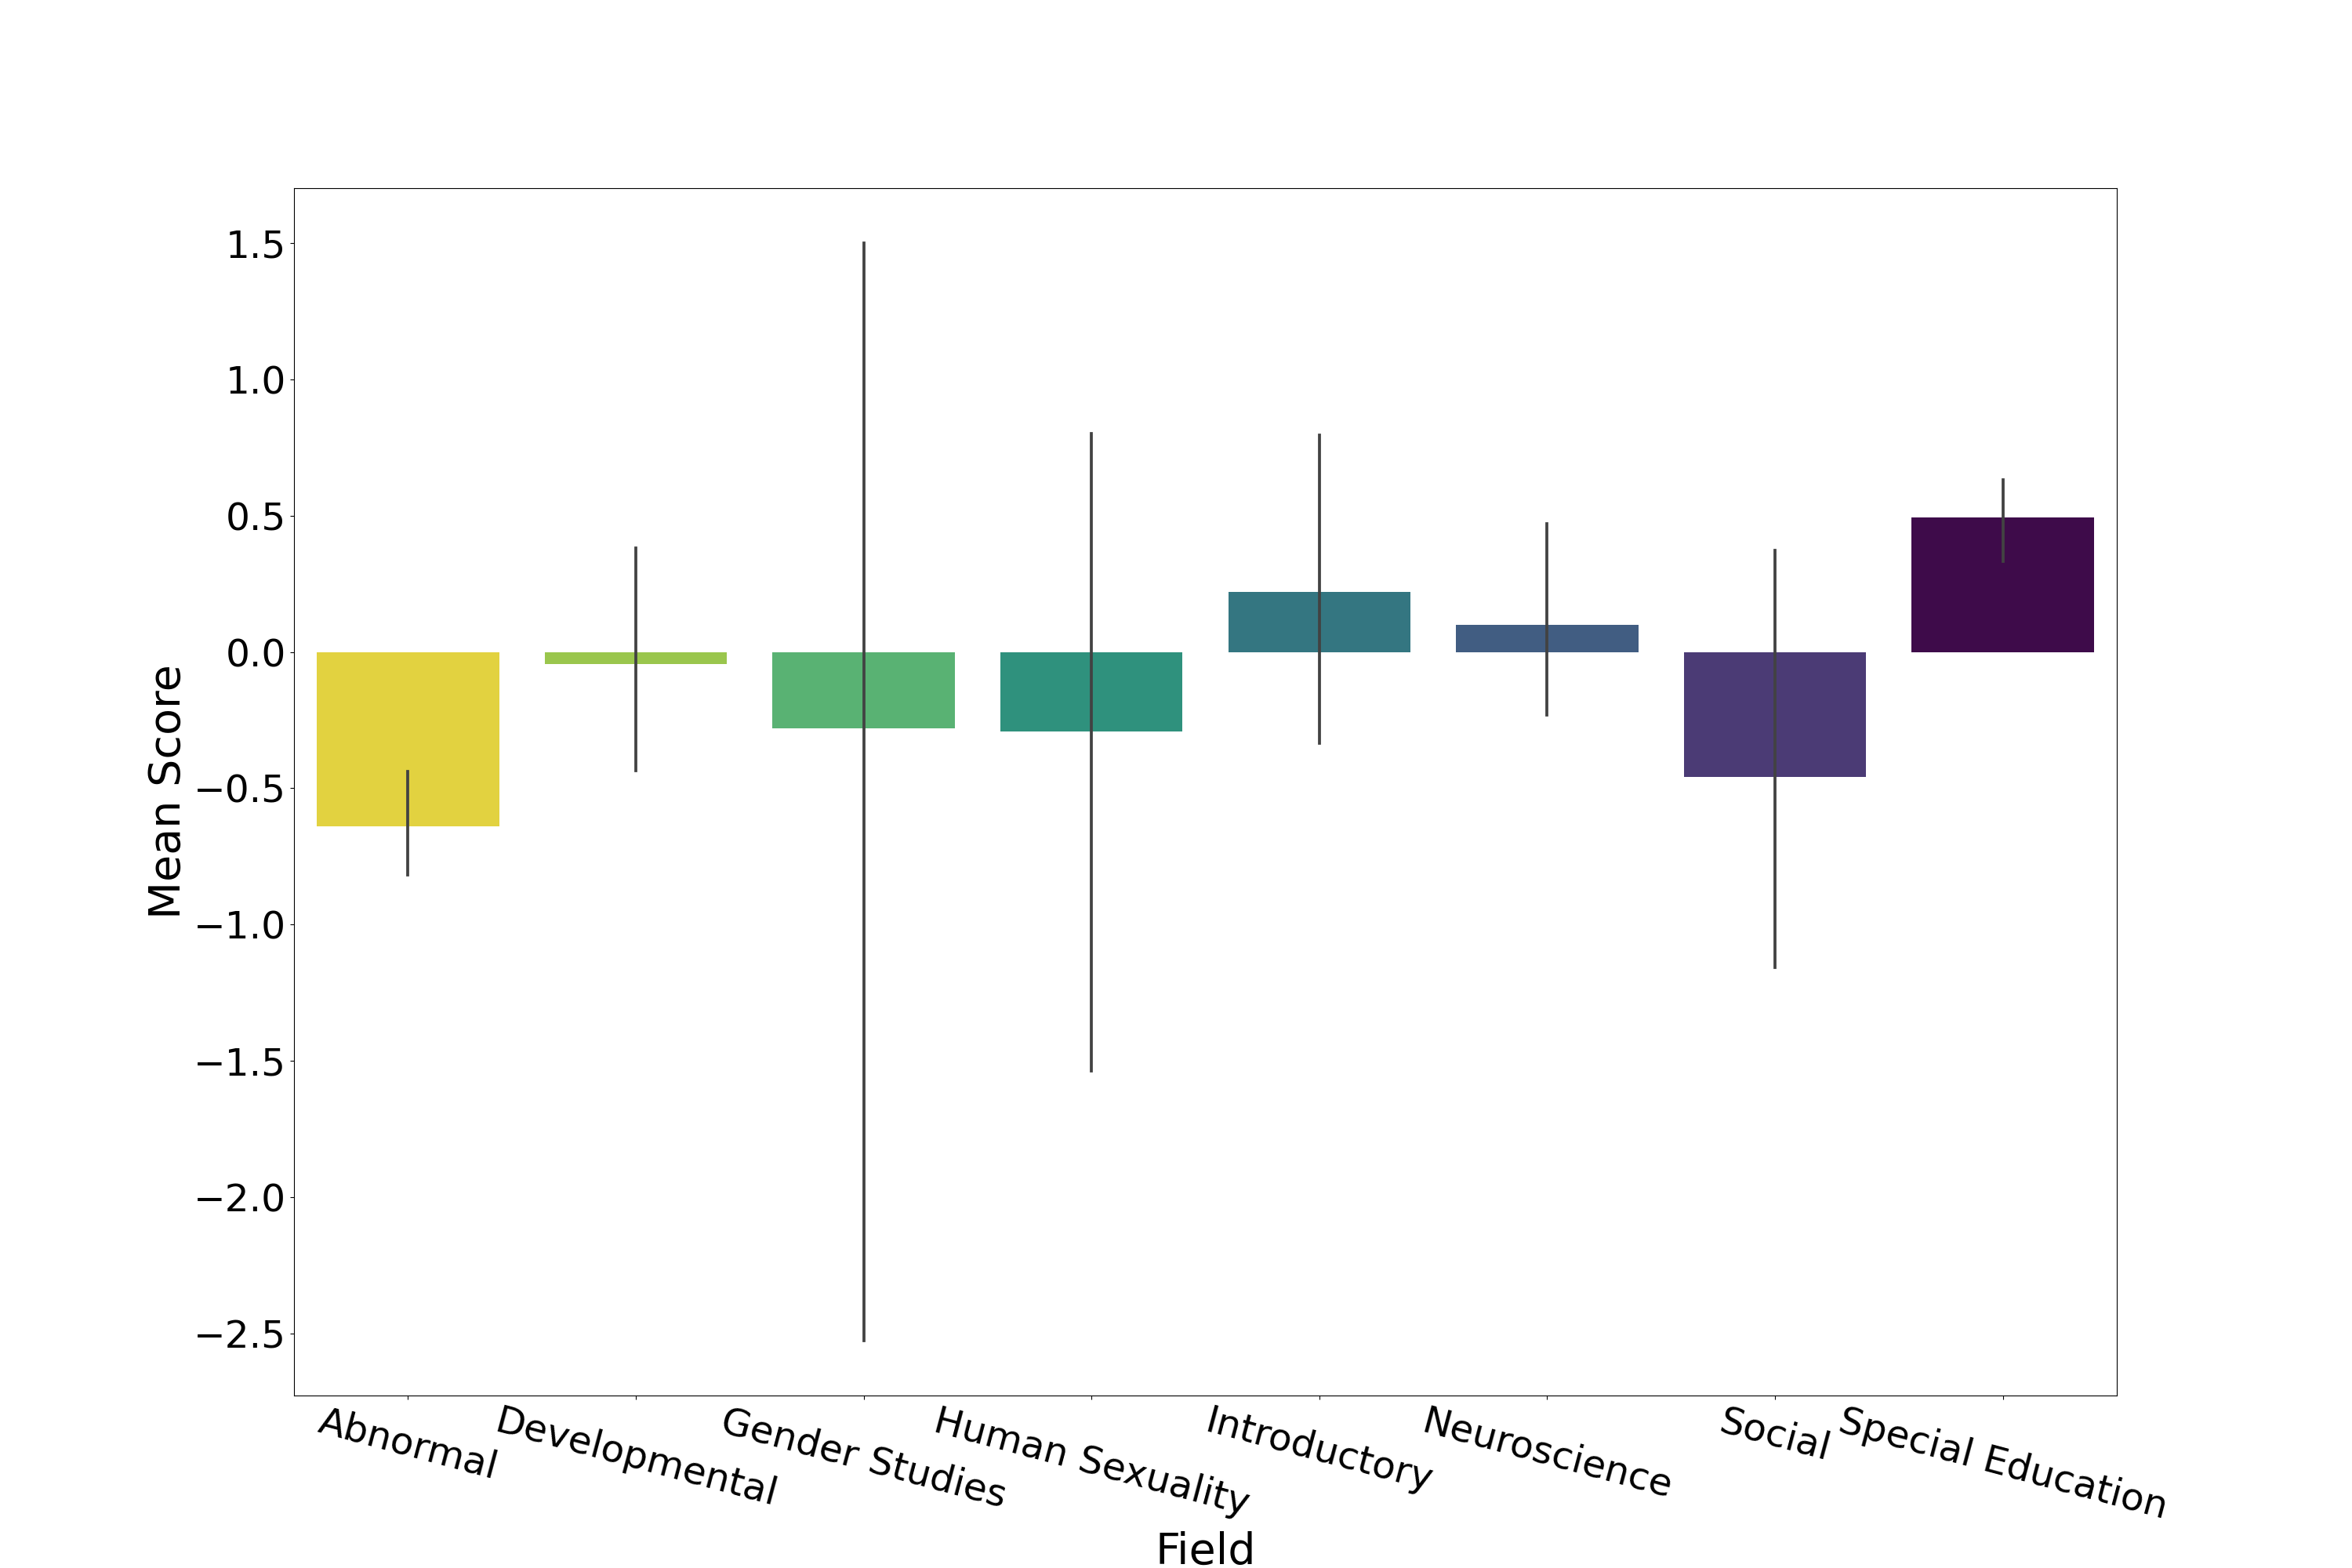 1.5
1.0
0.5
0.0
−0.5
−1.0
−1.5
−2.0
−2.5
Mean Score
Abnormal
Developmental
Gender Studies
Human Sexuality
Introductory
Neuroscience
Social
Special Education
Field